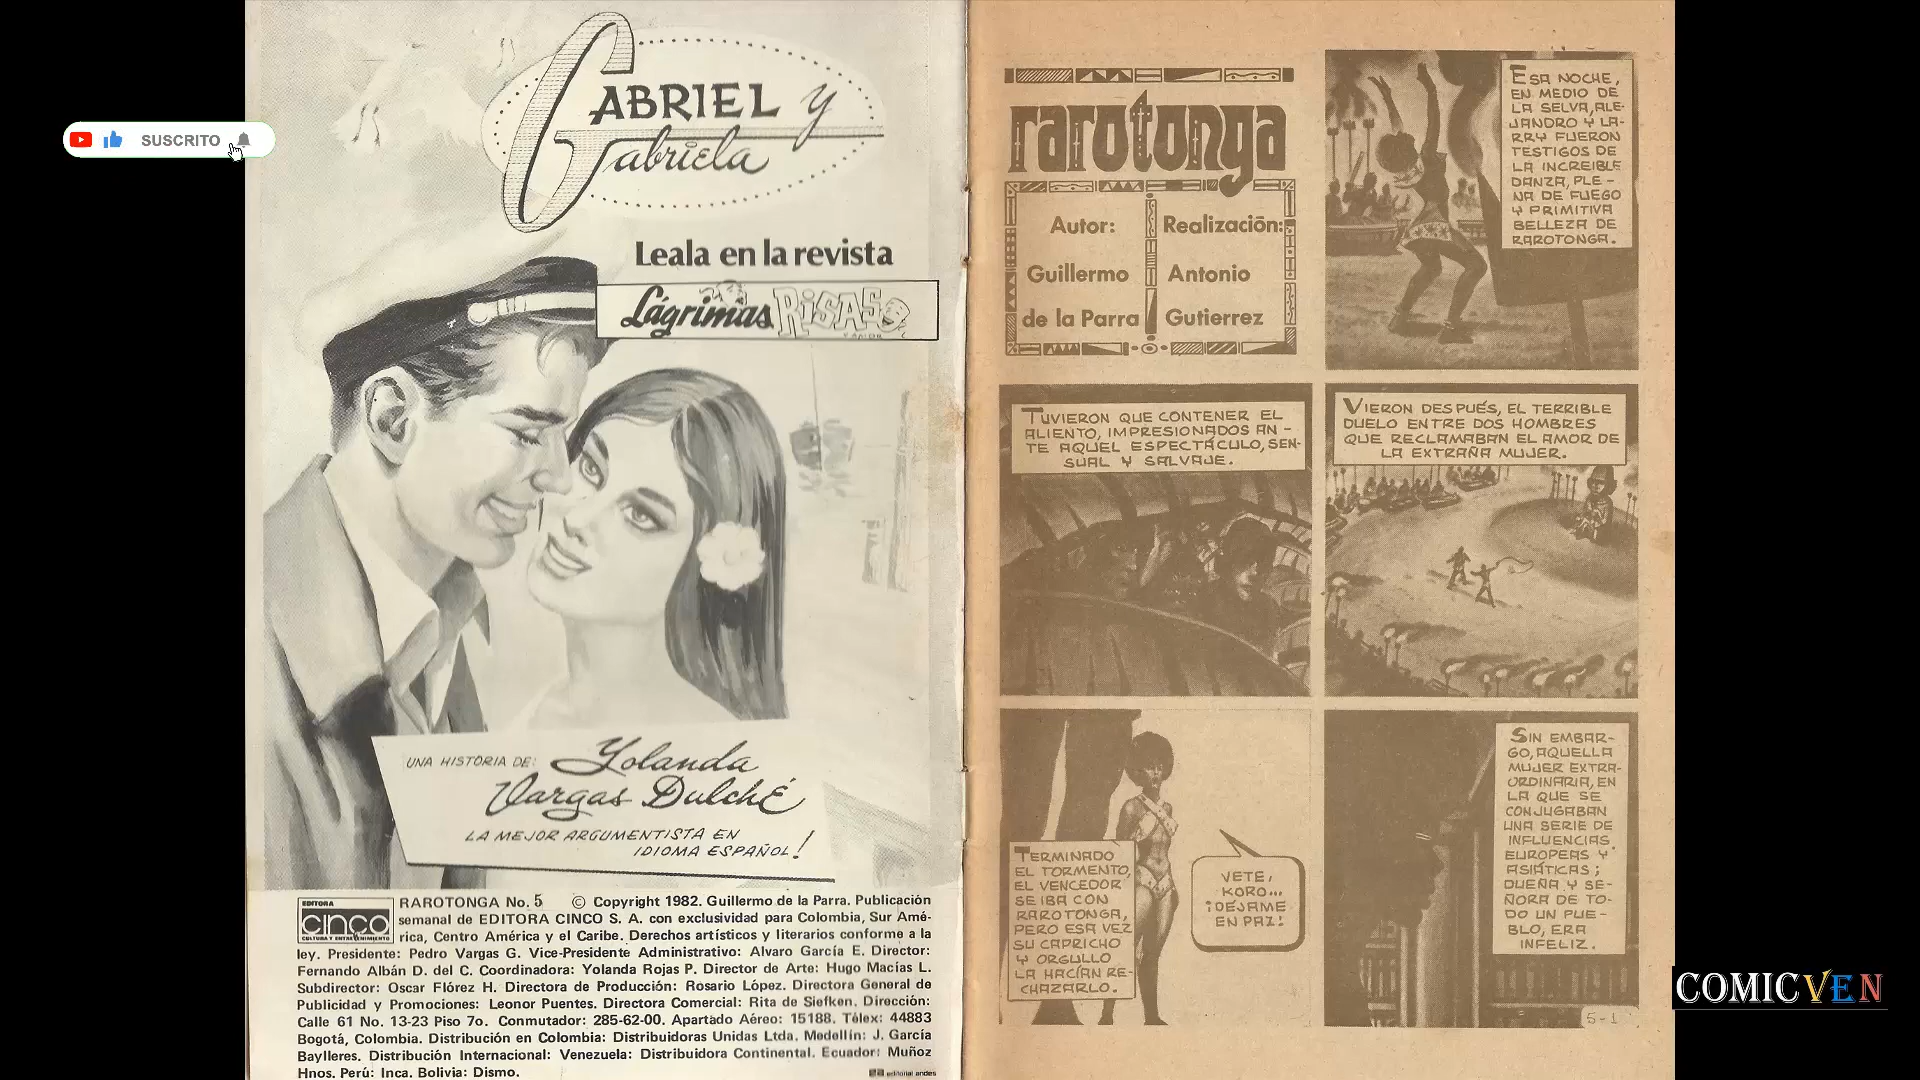 SUSCRITO
GABRIEL y
Gabriela
Leala en la revista
Lágrimas RISAS
UNA HISTORIA DE: Yolanda
Vargas Dulché
LA MEJOR ARGUMENTISTA EN
IDIOMA ESPAÑOL!
EDITORA
cinco
CULTURA Y ENTRETENIMIENTO
RAROTONGA No. 5 © Copyright 1982. Guillermo de la Parra. Publicación
semanal de EDITORA CINCO S. A. con exclusividad para Colombia, Sur Amé-
rica, Centro América y el Caribe. Derechos artísticos y literarios conforme a la
ley. Presidente: Pedro Vargas G. Vice-Presidente Administrativo: Alvaro García E. Director:
Fernando Albán D. del C. Coordinadora: Yolanda Rojas P. Director de Arte: Hugo Macías L.
Subdirector: Oscar Flórez H. Directora de Producción: Rosario López. Directora General de
Publicidad y Promociones: Leonor Puentes. Directora Comercial: Rita de Siefken. Dirección:
Calle 61 No. 13-23 Piso 7o. Conmutador: 285-62-00. Apartado Aéreo: 15188. Télex: 44883
Bogotá, Colombia. Distribución en Colombia: Distribuidoras Unidas Ltda. Medellín: J. García
Baylleres. Distribución Internacional: Venezuela: Distribuidora Continental. Ecuador: Muñoz
Hnos. Perú: Inca. Bolivia: Dismo.
editorial andes
rarotonga
Autor:
Guillermo
de la Parra
Realización:
Antonio
Gutierrez
ESA NOCHE,
EN MEDIO DE
LA SELVA, ALE-
JANDRO Y LA-
RRY FUERON
TESTIGOS DE
LA INCREIBLE
DANZA, PLE-
NA DE FUEGO
Y PRIMITIVA
BELLEZA DE
RAROTONGA.
TUVIERON QUE CONTENER EL
ALIENTO, IMPRESIONADOS AN-
TE AQUEL ESPECTÁCULO, SEN-
SUAL Y SALVAJE.
VIERON DESPUÉS, EL TERRIBLE
DUELO ENTRE DOS HOMBRES
QUE RECLAMABAN EL AMOR DE
LA EXTRAÑA MUJER.
TERMINADO
EL TORMENTO,
EL VENCEDOR
SE IBA CON
RAROTONGA,
PERO ESA VEZ
SU CAPRICHO
Y ORGULLO
LA HACÍAN RE-
CHAZARLO.
VETE,
KORO...
¡DEJAME
EN PAZ!
SIN EMBAR-
GO, AQUELLA
MUJER EXTRA-
ORDINARIA, EN
LA QUE SE
CONJUGABAN
UNA SERIE DE
INFLUENCIAS
EUROPEAS Y
ASIÁTICAS;
DUEÑA Y SE-
ÑORA DE TO-
DO UN PUE-
BLO, ERA
INFELIZ.
5-1
COMICVEN